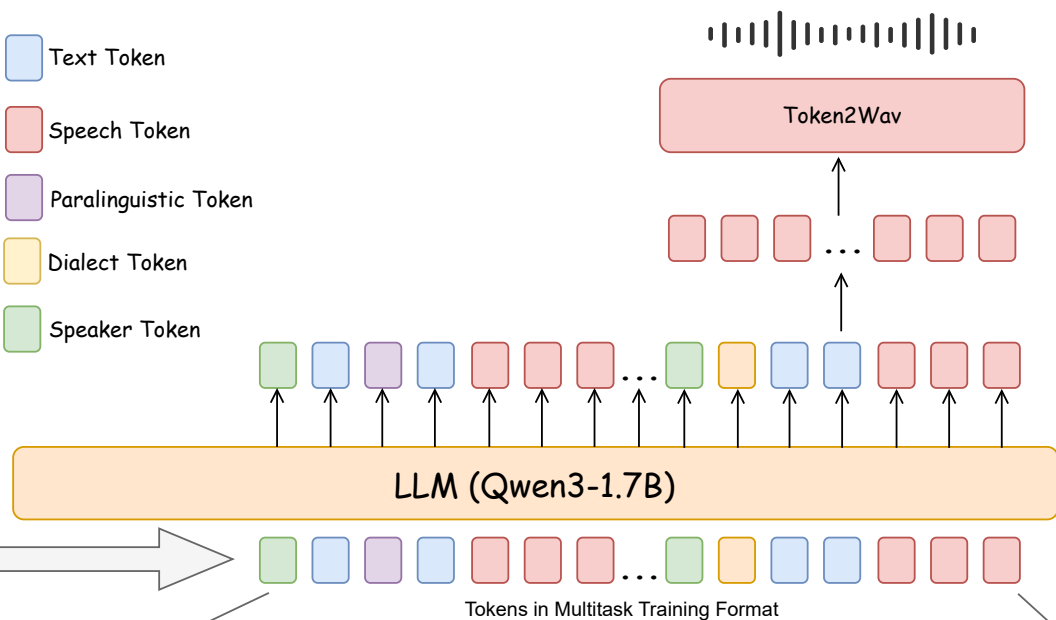 Text Token
Speech Token
Paralinguistic Token
Dialect Token
Speaker Token
Token2Wav
...
...
LLM (Qwen3-1.7B)
...
Tokens in Multitask Training Format